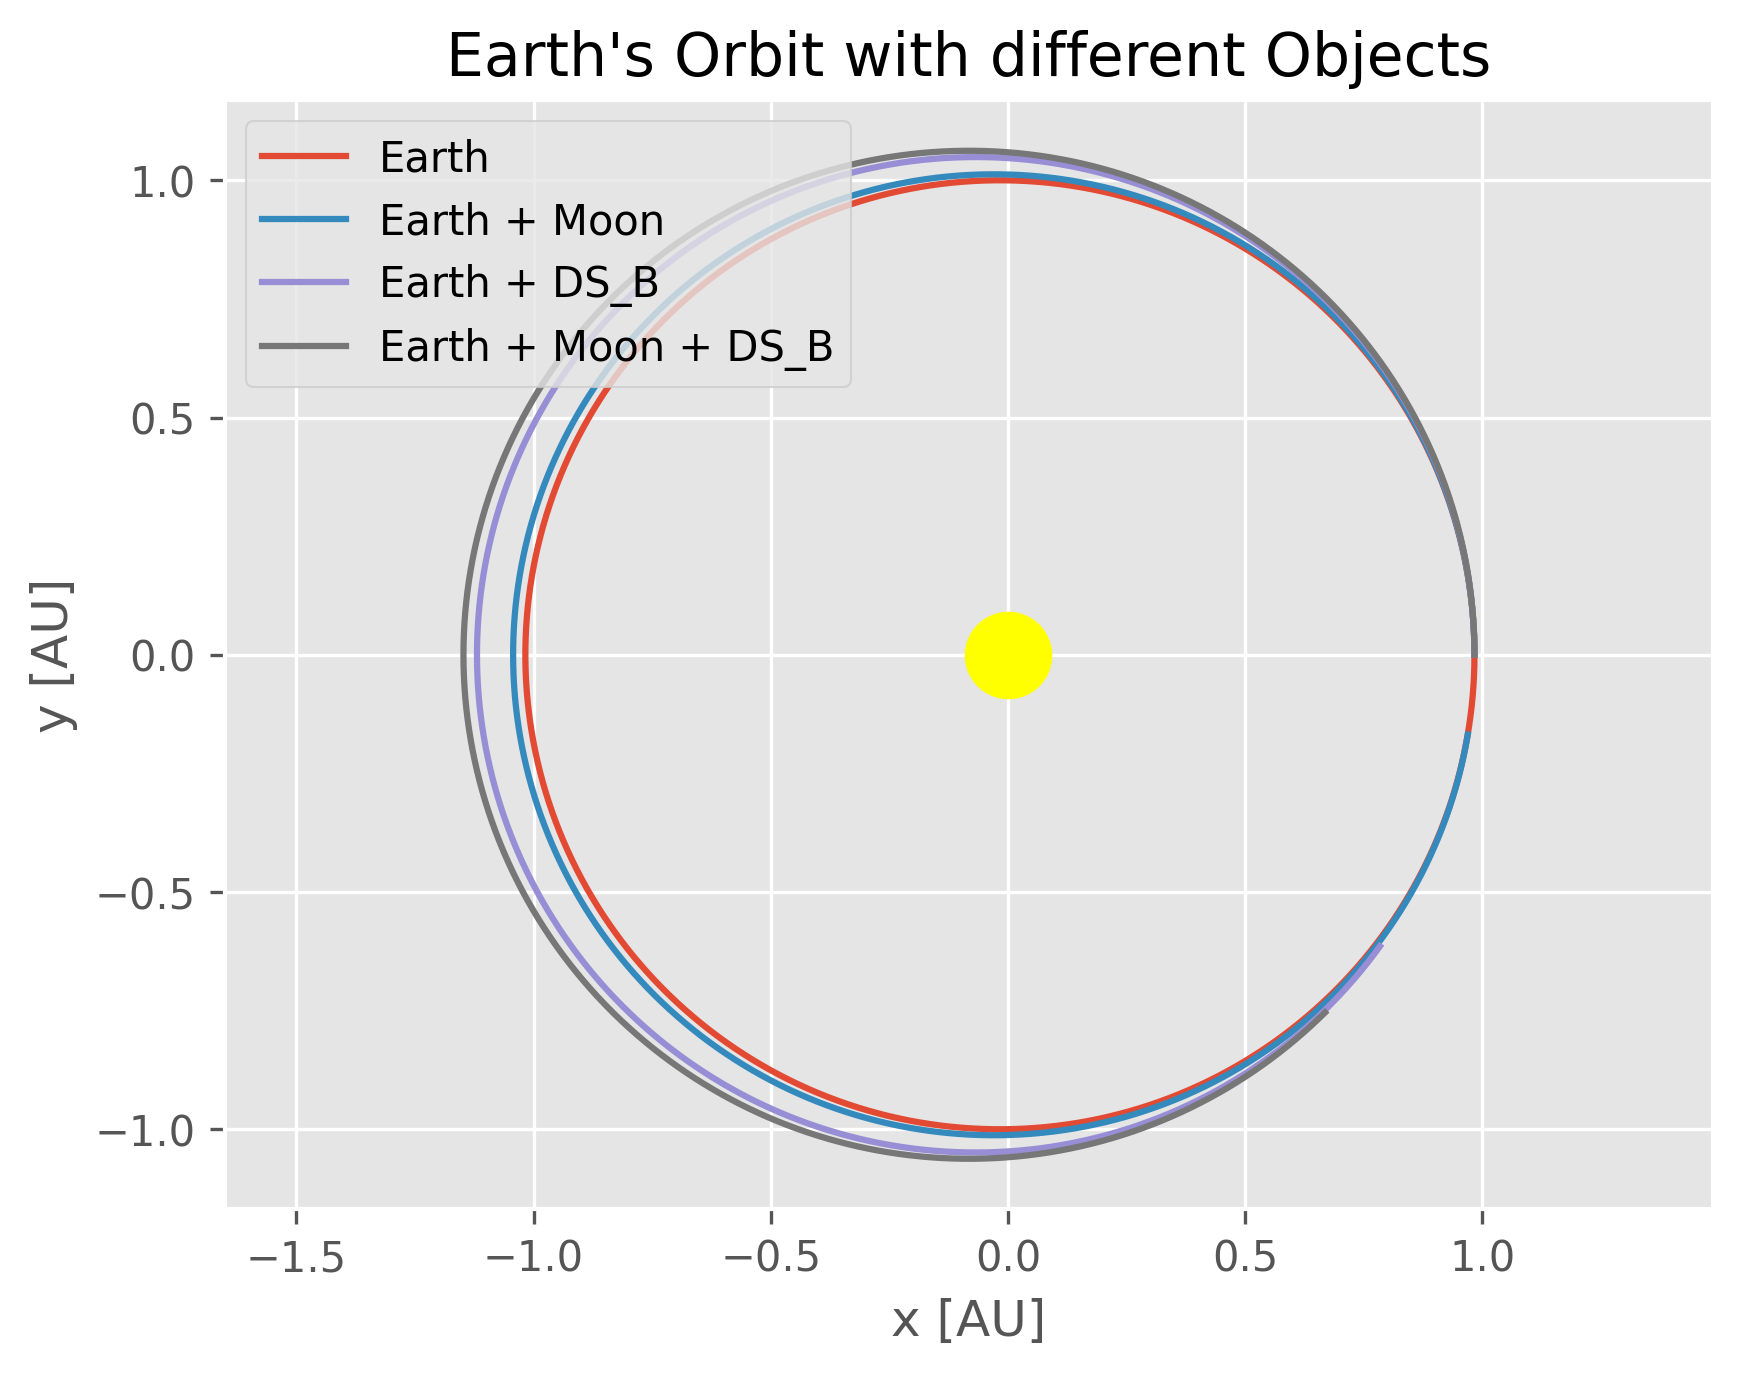 Earth's Orbit with different Objects
Earth
Earth + Moon
Earth + DS_B
Earth + Moon + DS_B
1.0
0.5
0.0
−0.5
−1.0
y [AU]
−1.5
−1.0
−0.5
0.0
0.5
1.0
x [AU]